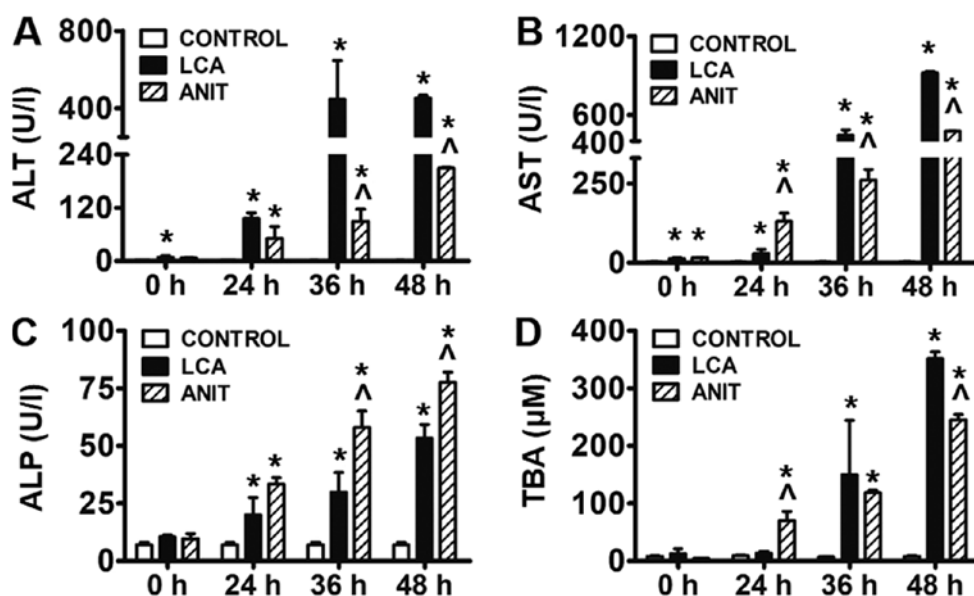 A
ALT (U/l)
800
400
240
120
0
CONTROL
LCA
ANIT
*
* *
*
*
^
*
*
^
0 h 24 h 36 h 48 h
B
AST (U/l)
1200
600
400
250
0
CONTROL
LCA
ANIT
* *
*
*
^
*
*
^
*
*
^
0 h 24 h 36 h 48 h
C
ALP (U/l)
100
75
50
25
0
CONTROL
LCA
ANIT
* *
*
*
^
*
*
^
0 h 24 h 36 h 48 h
D
TBA (µM)
400
300
200
100
0
CONTROL
LCA
ANIT
*
^
* *
*
*
^
0 h 24 h 36 h 48 h